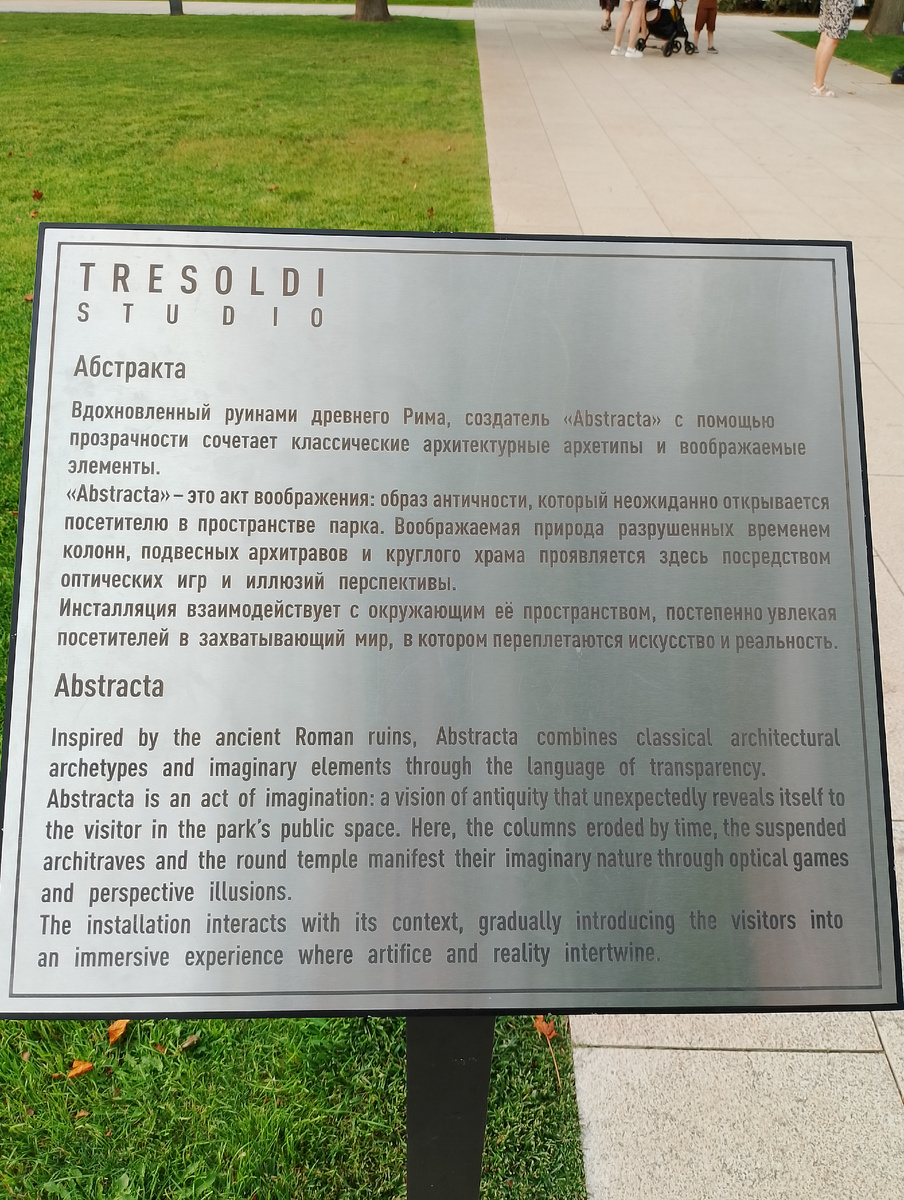 TRESOLDI
STUDIO
Абстракта
Вдохновленный руинами древнего Рима, создатель «Abstracta» с помощью
прозрачности сочетает классические архитектурные архетипы и воображаемые
элементы.
«Abstracta» – это акт воображения: образ античности, который неожиданно открывается
посетителю в пространстве парка. Воображаемая природа разрушенных временем
колонн, подвесных архитравов и круглого храма проявляется здесь посредством
оптических игр и иллюзий перспективы.
Инсталляция взаимодействует с окружающим её пространством, постепенно увлекая
посетителей в захватывающий мир, в котором переплетаются искусство и реальность.
Abstracta
Inspired by the ancient Roman ruins, Abstracta combines classical architectural
archetypes and imaginary elements through the language of transparency.
Abstracta is an act of imagination: a vision of antiquity that unexpectedly reveals itself to
the visitor in the park's public space. Here, the columns eroded by time, the suspended
architraves and the round temple manifest their imaginary nature through optical games
and perspective illusions.
The installation interacts with its context, gradually introducing the visitors into
an immersive experience where artifice and reality intertwine.